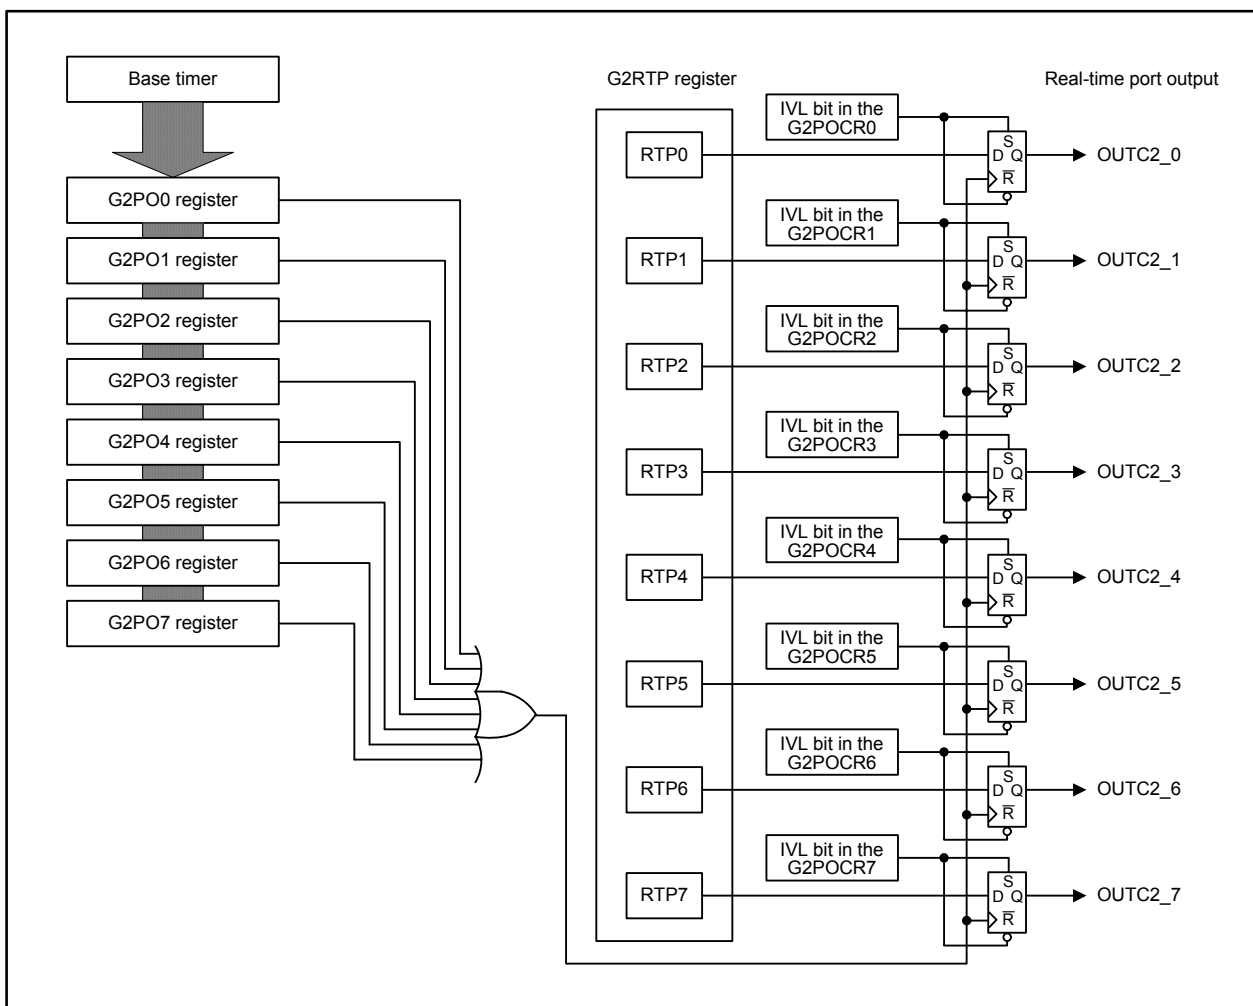 Base timer
G2PO0 register
G2PO1 register
G2PO2 register
G2PO3 register
G2PO4 register
G2PO5 register
G2PO6 register
G2PO7 register
G2RTP register
Real-time port output
RTP0
IVL bit in the
G2POCR0
S
D Q
R̅
OUTC2_0
RTP1
IVL bit in the
G2POCR1
S
D Q
R̅
OUTC2_1
RTP2
IVL bit in the
G2POCR2
S
D Q
R̅
OUTC2_2
RTP3
IVL bit in the
G2POCR3
S
D Q
R̅
OUTC2_3
RTP4
IVL bit in the
G2POCR4
S
D Q
R̅
OUTC2_4
RTP5
IVL bit in the
G2POCR5
S
D Q
R̅
OUTC2_5
RTP6
IVL bit in the
G2POCR6
S
D Q
R̅
OUTC2_6
RTP7
IVL bit in the
G2POCR7
S
D Q
R̅
OUTC2_7